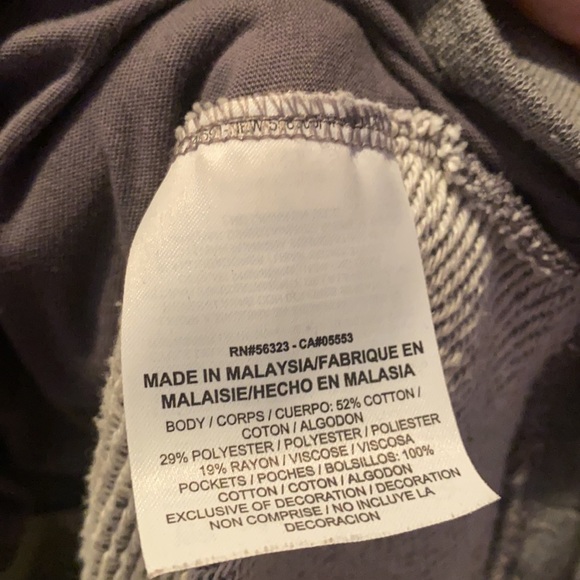 RN#56323 - CA#05553
MADE IN MALAYSIA/FABRIQUE EN
MALAISIE/HECHO EN MALASIA
BODY / CORPS / CUERPO: 52% COTTON /
COTON / ALGODON
29% POLYESTER / POLYESTER / POLIESTER
19% RAYON / VISCOSE / VISCOSA
POCKETS / POCHES / BOLSILLOS: 100%
COTTON / COTON / ALGODON
EXCLUSIVE OF DECORATION / DECORATION
NON COMPRISE / NO INCLUYE LA
DECORACION